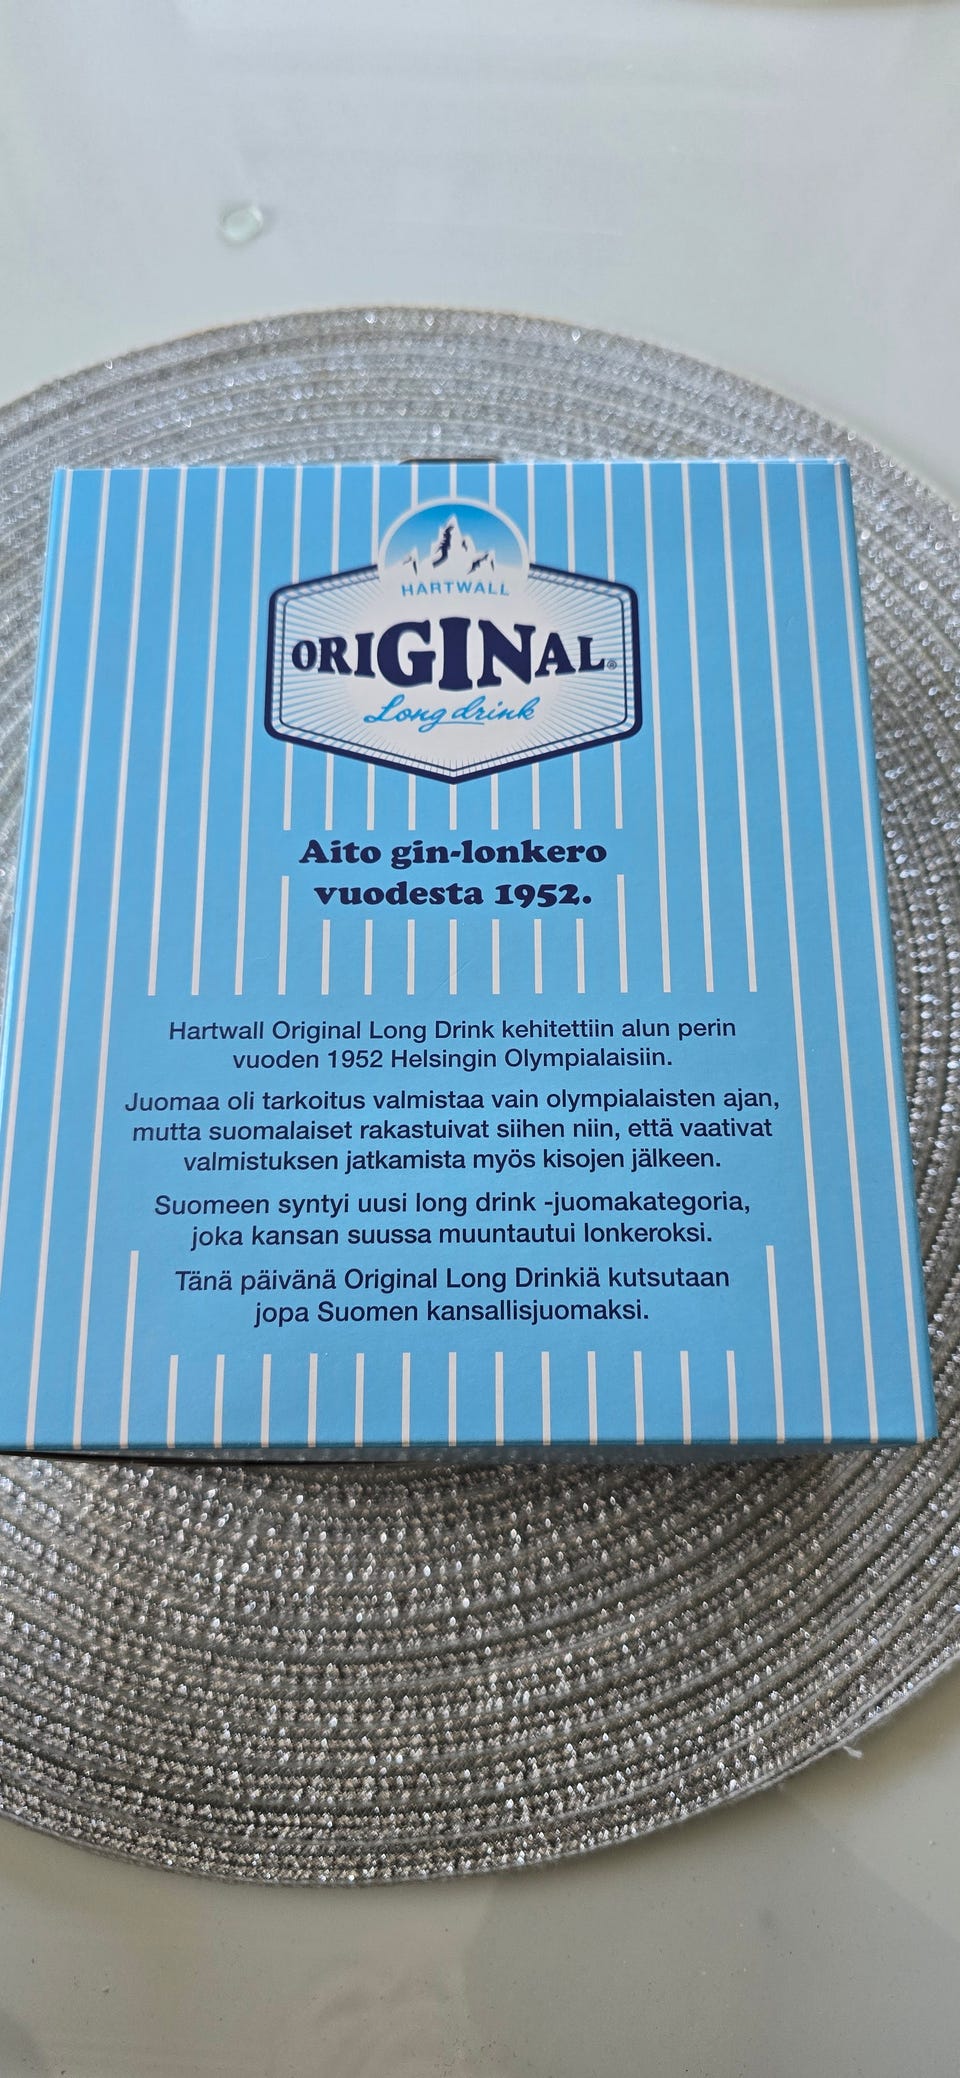 HARTWALL
ORIGINAL®
Long drink
Aito gin-lonkero
vuodesta 1952.
Hartwall Original Long Drink kehitettiin alun perin
vuoden 1952 Helsingin Olympialaisiin.
Juomaa oli tarkoitus valmistaa vain olympialaisten ajan,
mutta suomalaiset rakastuivat siihen niin, että vaativat
valmistuksen jatkamista myös kisojen jälkeen.
Suomeen syntyi uusi long drink -juomakategoria,
joka kansan suussa muuntautui lonkeroksi.
Tänä päivänä Original Long Drinkiä kutsutaan
jopa Suomen kansallisjuomaksi.